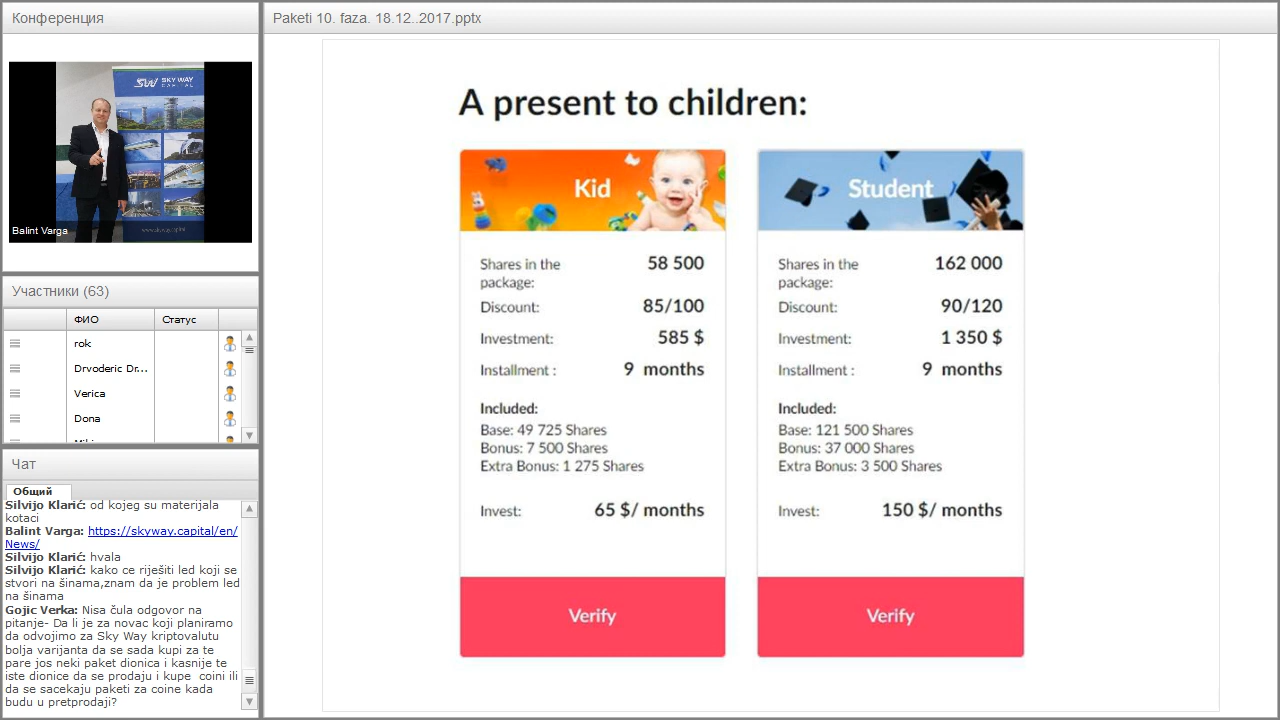 Конференция
SW SKY WAY
CAPITAL
Balint Varga
www.skyway.capital
Участники (63)
ФИО Статус
rok
Drvoderic Dr...
Verica
Dona
Чат
Общий
Silvijo Klarić: od kojeg su materijala
kotaci
Balint Varga: https://skyway.capital/en/
News/
Silvijo Klarić: hvala
Silvijo Klarić: kako ce riješiti led koji se
stvori na šinama,znam da je problem led
na šinama
Gojic Verka: Nisa čula odgovor na
pitanje- Da li je za novac koji planiramo
da odvojimo za Sky Way kriptovalutu
bolja varijanta da se sada kupi za te
pare jos neki paket dionica i kasnije te
iste dionice da se prodaju i kupe coini ili
da se sacekaju paketi za coine kada
budu u pretprodaji?
Paketi 10. faza. 18.12..2017.pptx
A present to children:
Kid
Shares in the 58 500
package:
Discount: 85/100
Investment: 585 $
Installment : 9 months
Included:
Base: 49 725 Shares
Bonus: 7 500 Shares
Extra Bonus: 1 275 Shares
Invest: 65 $/ months
Verify
Student
Shares in the 162 000
package:
Discount: 90/120
Investment: 1 350 $
Installment : 9 months
Included:
Base: 121 500 Shares
Bonus: 37 000 Shares
Extra Bonus: 3 500 Shares
Invest: 150 $/ months
Verify